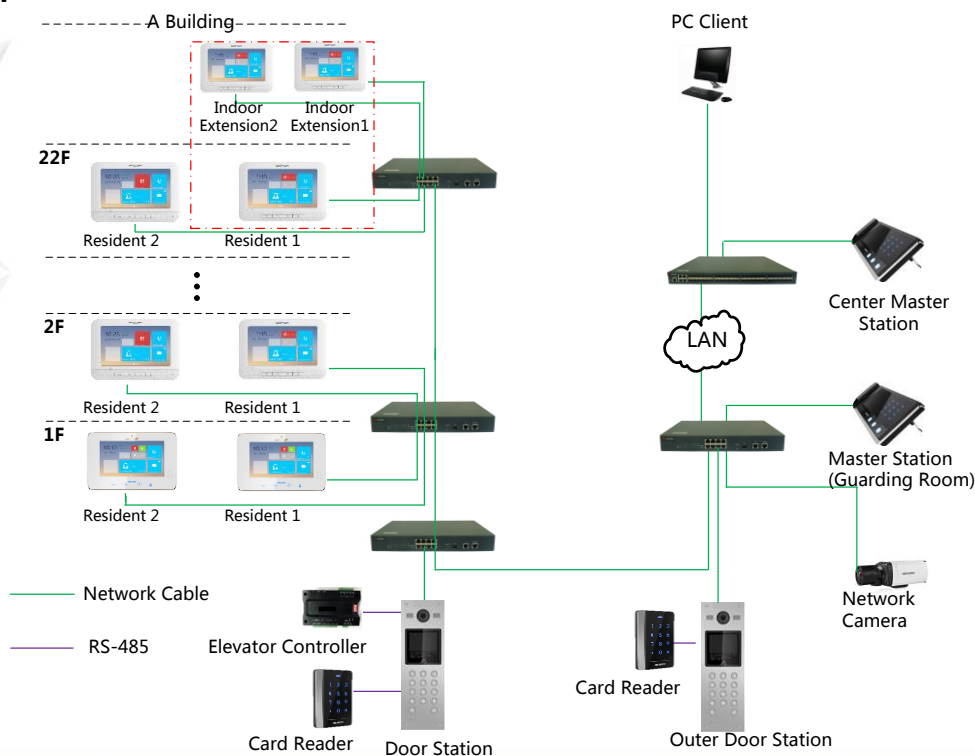 A Building
PC Client
Indoor
Extension2
Indoor
Extension1
22F
Resident 2
Resident 1
Center Master
Station
LAN
2F
Resident 2
Resident 1
1F
Master Station
(Guarding Room)
Resident 2
Resident 1
Network Cable
Network
Camera
RS-485
Elevator Controller
Card Reader
Card Reader
Door Station
Outer Door Station